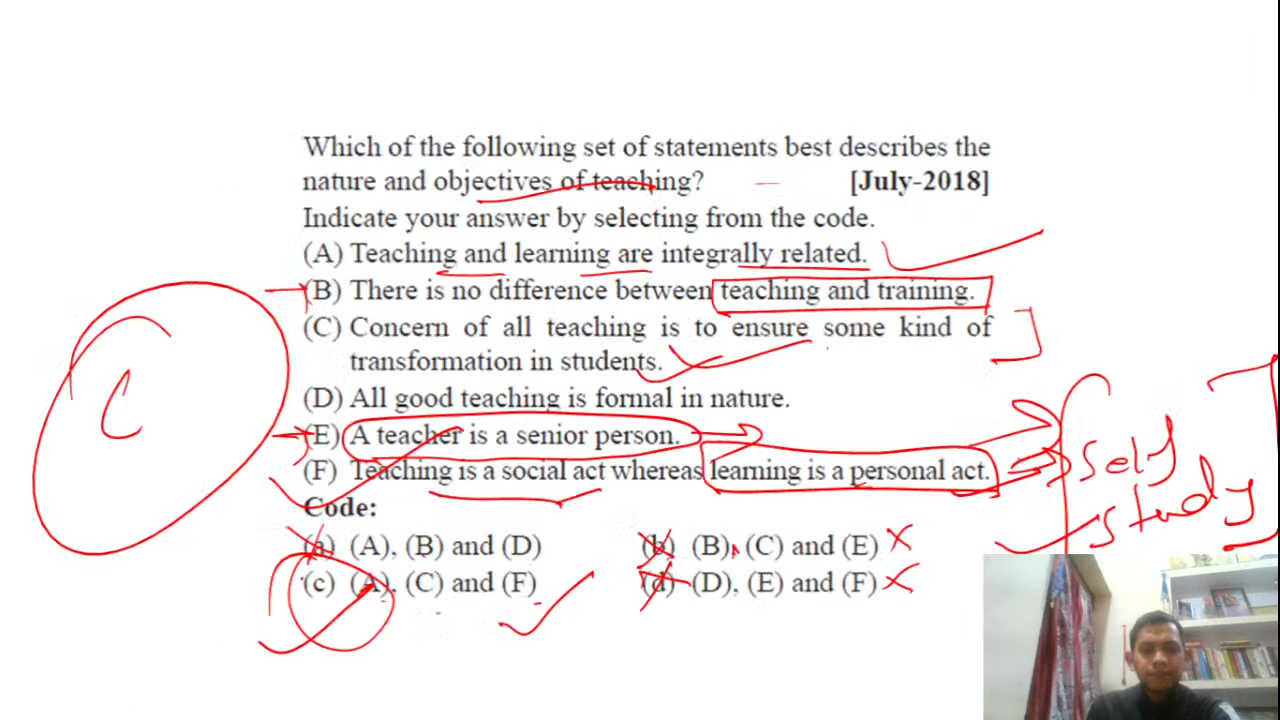 Which of the following set of statements best describes the
nature and objectives of teaching? [July-2018]
Indicate your answer by selecting from the code.
(A) Teaching and learning are integrally related.
(B) There is no difference between teaching and training.
(C) Concern of all teaching is to ensure some kind of
transformation in students.
(D) All good teaching is formal in nature.
(E) A teacher is a senior person.
(F) Teaching is a social act whereas learning is a personal act.
Code:
(a) (A), (B) and (D) (b) (B), (C) and (E)
(c) (A), (C) and (F) (d) (D), (E) and (F)
C
Self
study